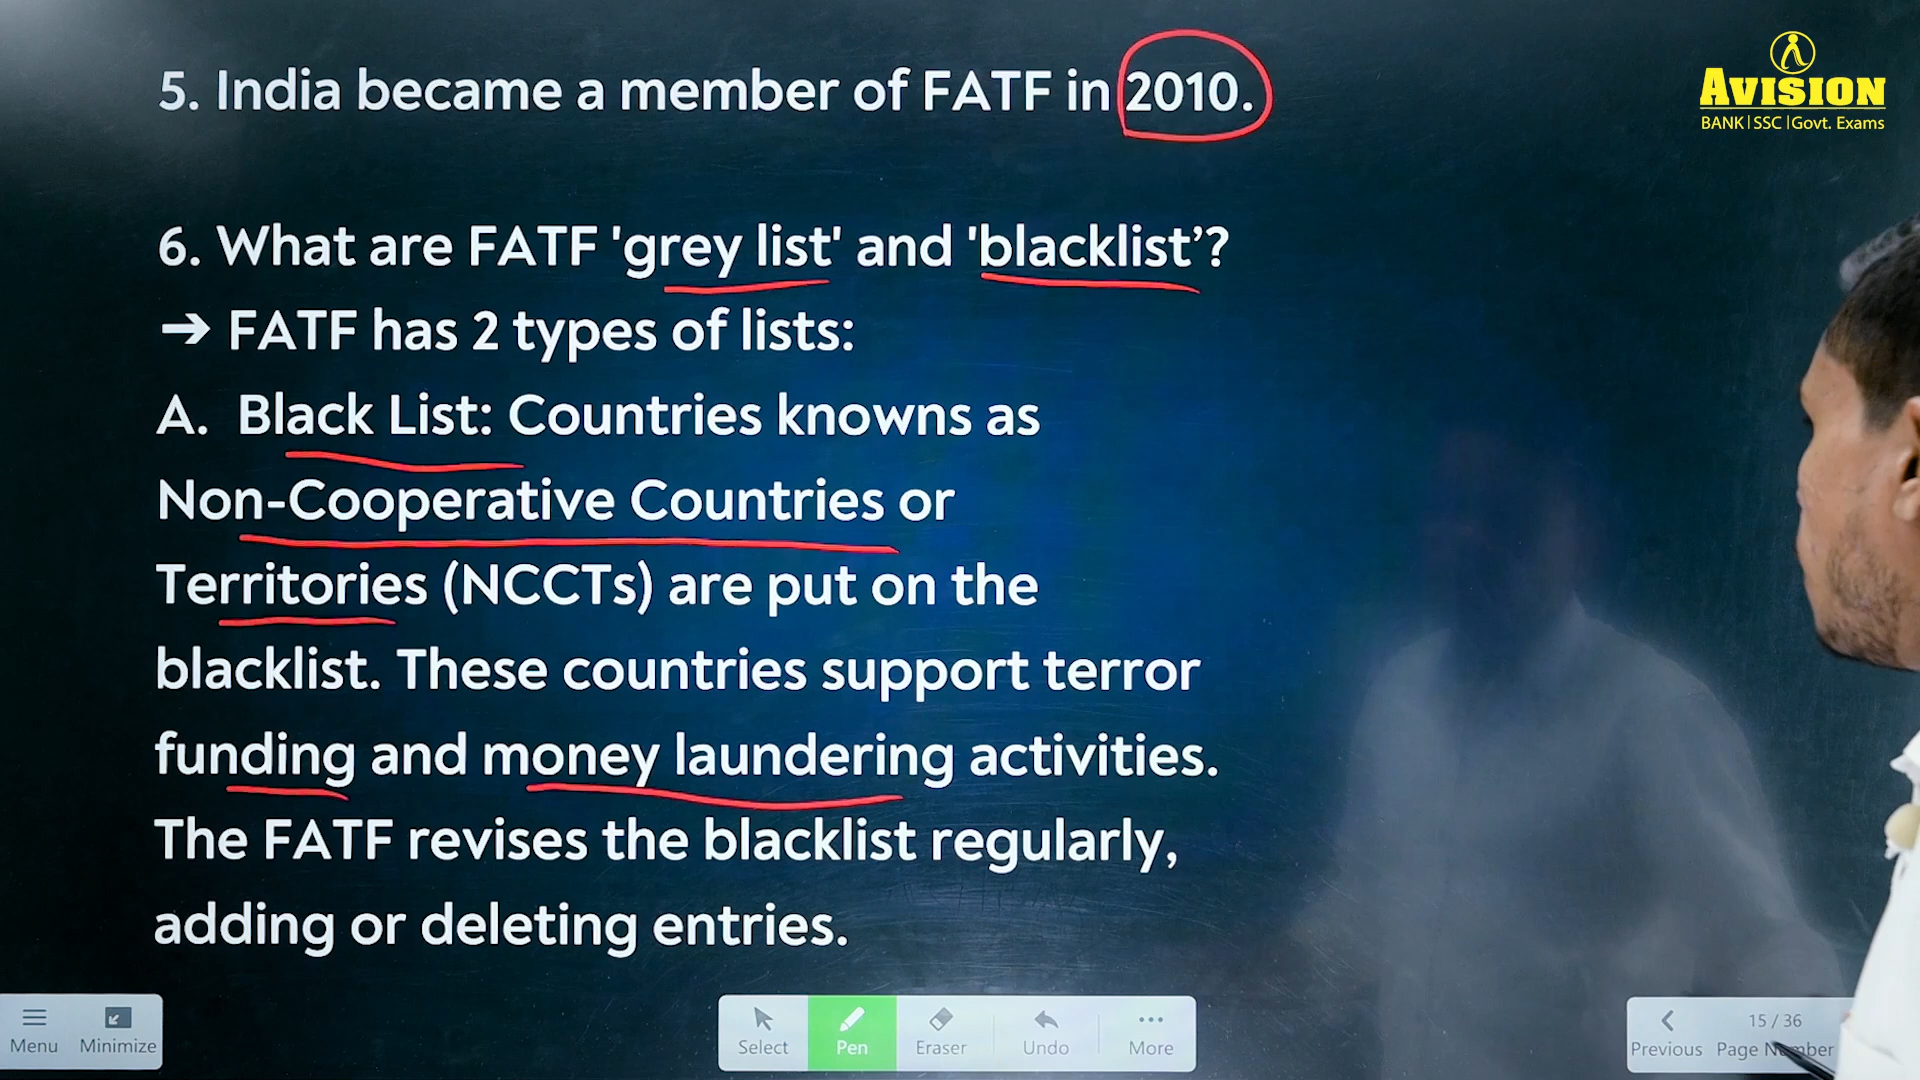 5. India became a member of FATF in 2010.
AVISION
BANK|SSC|Govt. Exams
6. What are FATF 'grey list' and 'blacklist’?
➔ FATF has 2 types of lists:
A. Black List: Countries knowns as
Non-Cooperative Countries or
Territories (NCCTs) are put on the
blacklist. These countries support terror
funding and money laundering activities.
The FATF revises the blacklist regularly,
adding or deleting entries.
Menu Minimize Select Pen Eraser Undo More Previous 15 / 36 Page Number